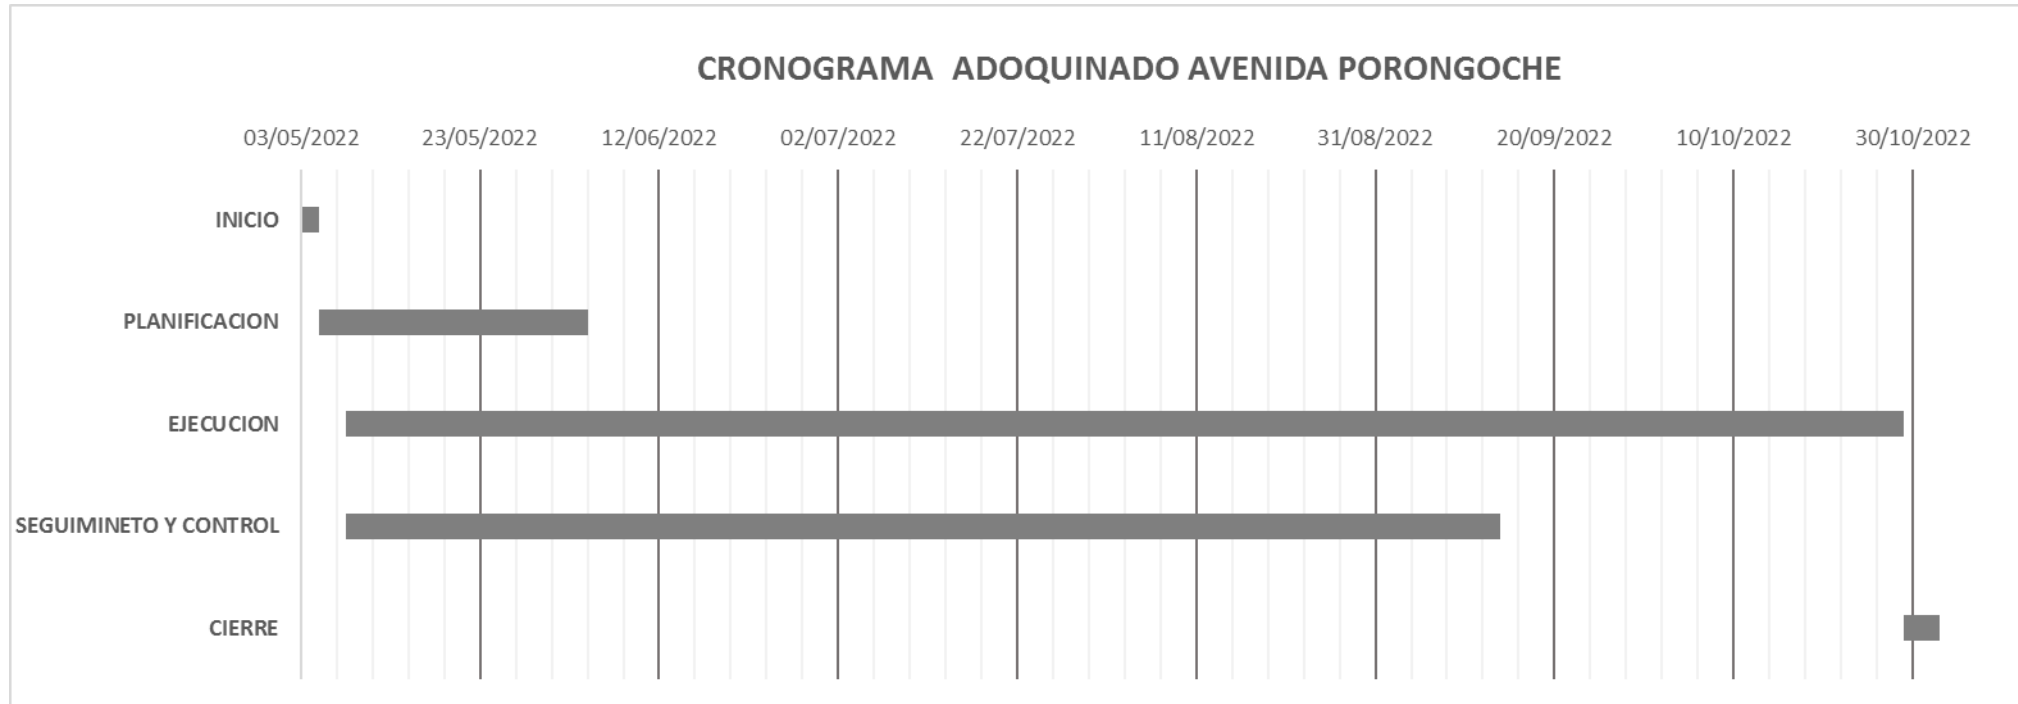 CRONOGRAMA  ADOQUINADO AVENIDA PORONGOCHE
03/05/2022 23/05/2022 12/06/2022 02/07/2022 22/07/2022 11/08/2022 31/08/2022 20/09/2022 10/10/2022 30/10/2022
INICIO
PLANIFICACION
EJECUCION
SEGUIMINETO Y CONTROL
CIERRE